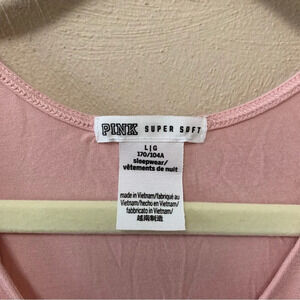 PINK SUPER SOFT
L|G
170/104A
sleepwear/
vêtements de nuit
made in Vietnam/fabriqué au
Vietnam/hecho en Vietnam/
fabbricato in Vietnam/
越南制造